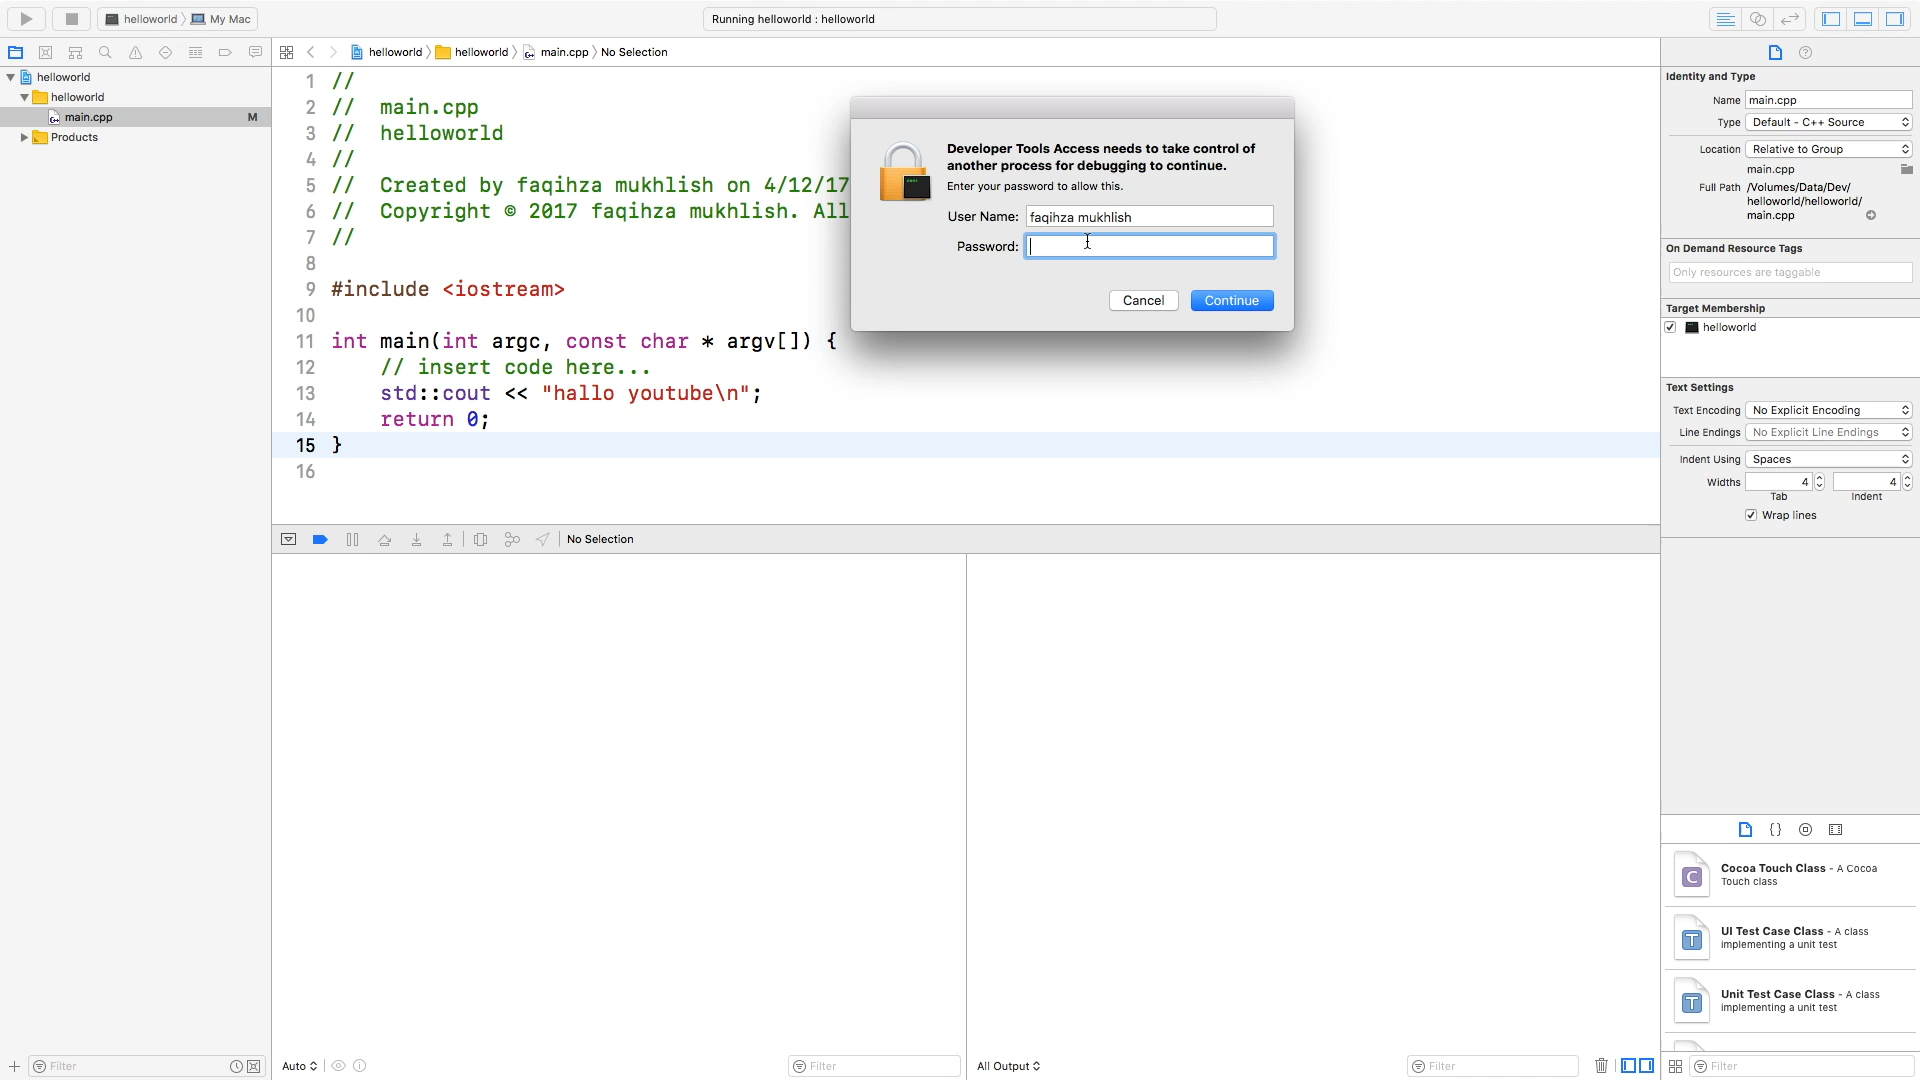 helloworld
My Mac
Running helloworld : helloworld
helloworld
helloworld
main.cpp
No Selection
helloworld
helloworld
main.cpp
M
Products
1 //
2 //  main.cpp
3 //  helloworld
4 //
5 //  Created by faqihza mukhlish on 4/12/17
6 //  Copyright © 2017 faqihza mukhlish. All
7 //
8
9 #include <iostream>
10
11 int main(int argc, const char * argv[]) {
12     // insert code here...
13     std::cout << "hallo youtube\n";
14     return 0;
15 }
16
Developer Tools Access needs to take control of
another process for debugging to continue.
Enter your password to allow this.
User Name: faqihza mukhlish
Password:
Cancel
Continue
No Selection
Auto
Filter
All Output
Filter
Filter
Identity and Type
Name main.cpp
Type Default - C++ Source
Location Relative to Group
main.cpp
Full Path /Volumes/Data/Dev/
helloworld/helloworld/
main.cpp
On Demand Resource Tags
Only resources are taggable
Target Membership
helloworld
Text Settings
Text Encoding No Explicit Encoding
Line Endings No Explicit Line Endings
Indent Using Spaces
Widths 4 4
Tab Indent
Wrap lines
{}
C
Cocoa Touch Class - A Cocoa
Touch class
T
UI Test Case Class - A class
implementing a unit test
T
Unit Test Case Class - A class
implementing a unit test
Filter